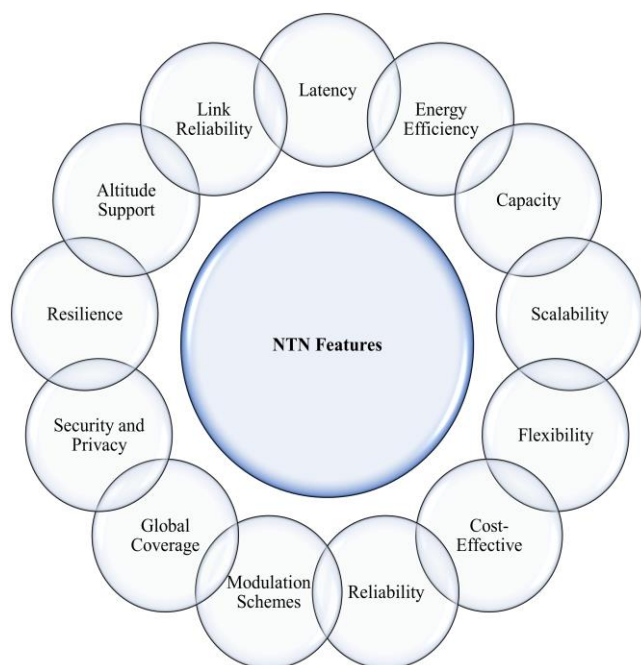 Latency
Energy
Efficiency
Capacity
Scalability
Flexibility
Cost-
Effective
Reliability
Modulation
Schemes
Global
Coverage
Security and
Privacy
Resilience
Altitude
Support
Link
Reliability
NTN Features